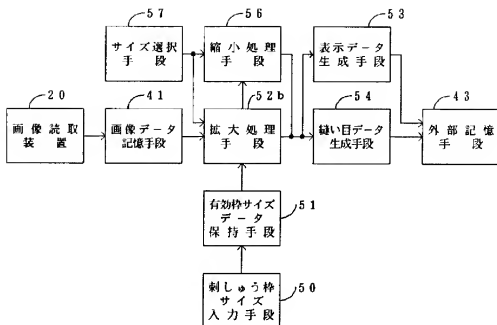 57
56
53
サイズ選択
手段
縮小処理
手段
表示データ
生成手段
20
41
52b
54
43
画像読取
装置
画像データ
記憶手段
拡大処理
手段
縫い目データ
生成手段
外部記憶
手段
51
有効枠サイズ
データ
保持手段
50
刺しゅう枠
サイズ
入力手段